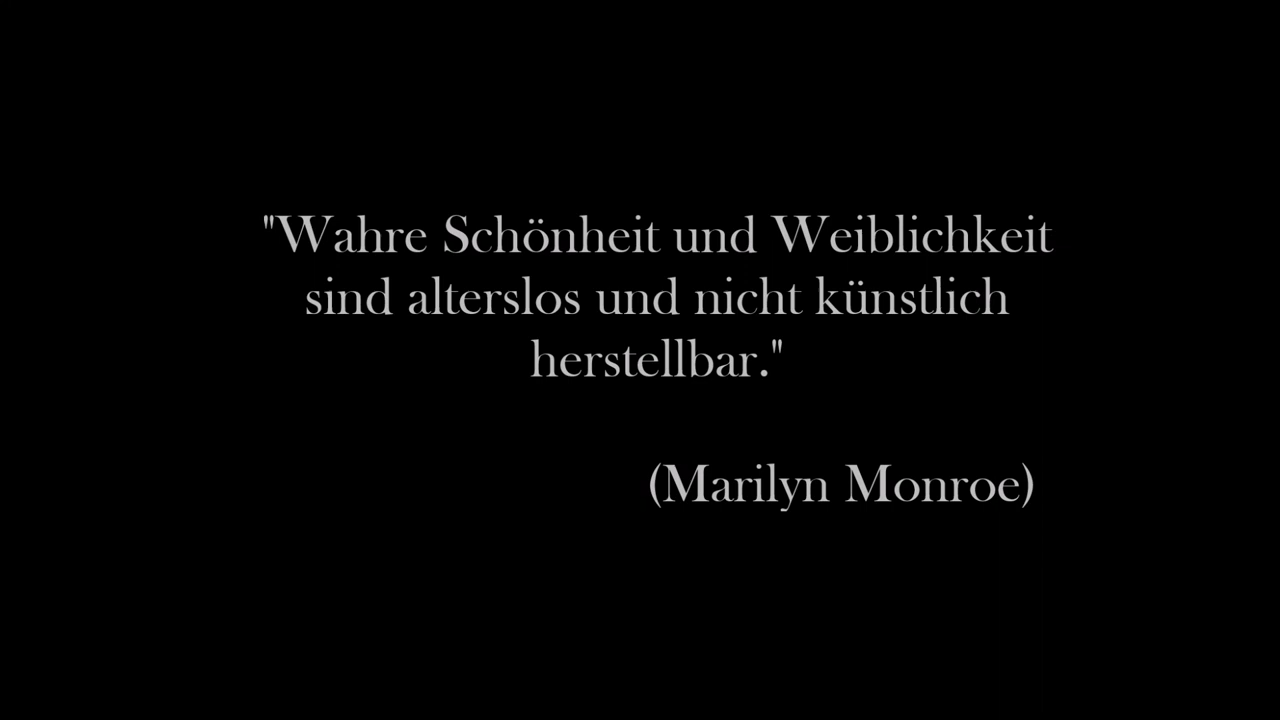 "Wahre Schönheit und Weiblichkeit
sind alterslos und nicht künstlich
herstellbar."
(Marilyn Monroe)